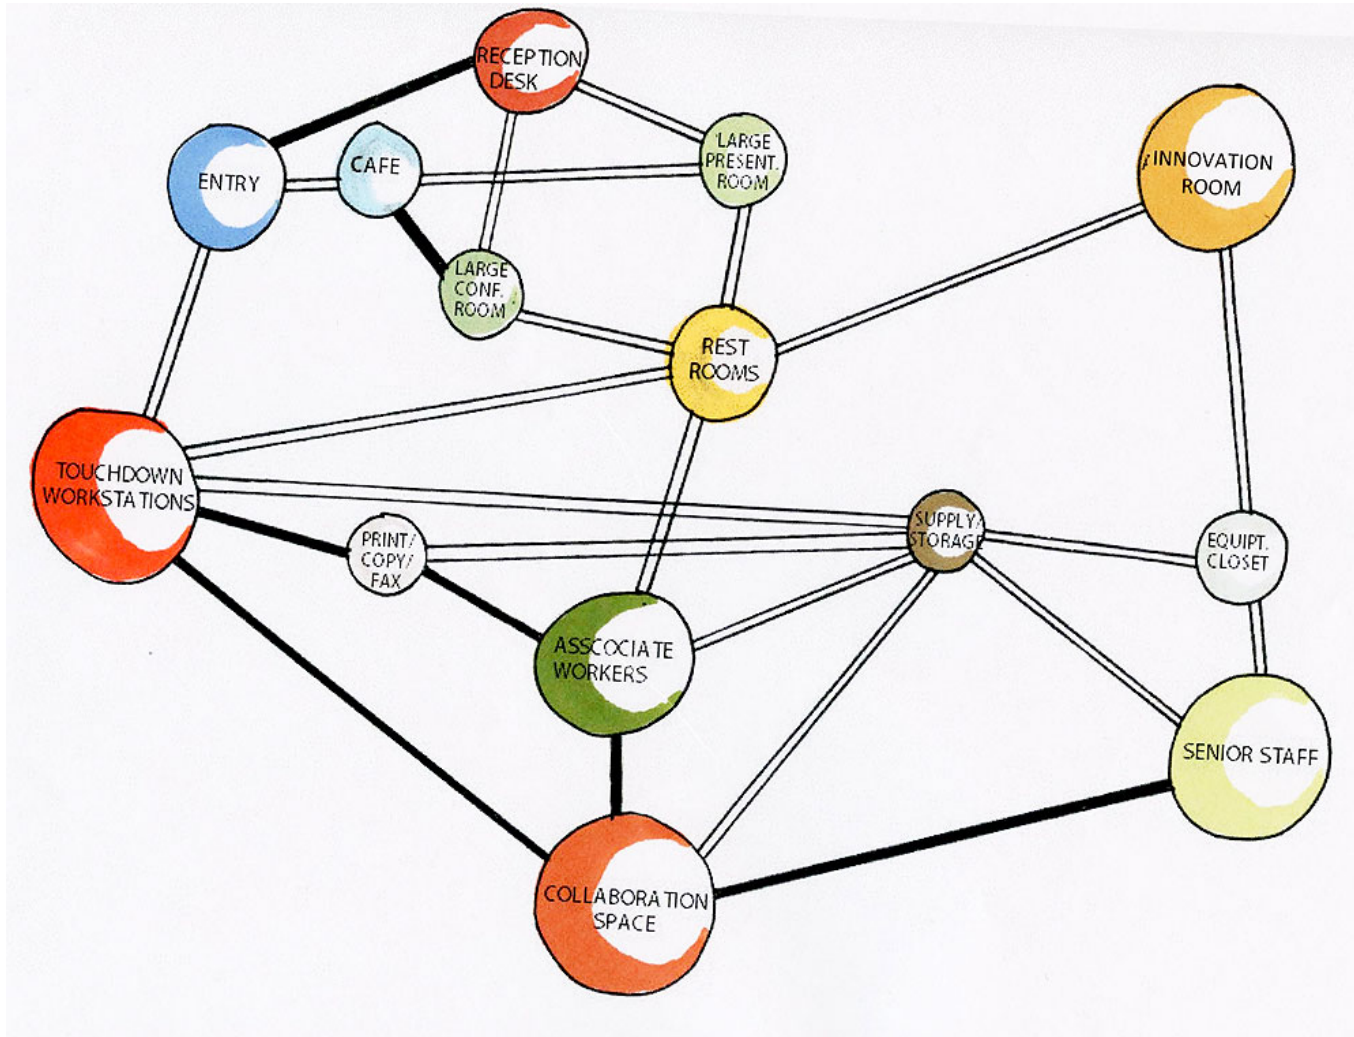 RECEPTION
DESK
LARGE
PRESENT.
ROOM
INNOVATION
ROOM
CAFE
ENTRY
LARGE
CONF.
ROOM
REST
ROOMS
TOUCHDOWN
WORKSTATIONS
PRINT/
COPY/
FAX
SUPPLY/
STORAGE
EQUIPT.
CLOSET
ASSCOCIATE
WORKERS
SENIOR STAFF
COLLABORATION
SPACE